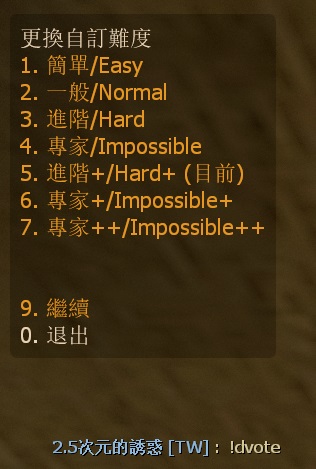 更換自訂難度
1. 簡單/Easy
2. 一般/Normal
3. 進階/Hard
4. 專家/Impossible
5. 進階+/Hard+ (目前)
6. 專家+/Impossible+
7. 專家++/Impossible++
9. 繼續
0. 退出
2.5次元的誘惑 [TW] : !dvote